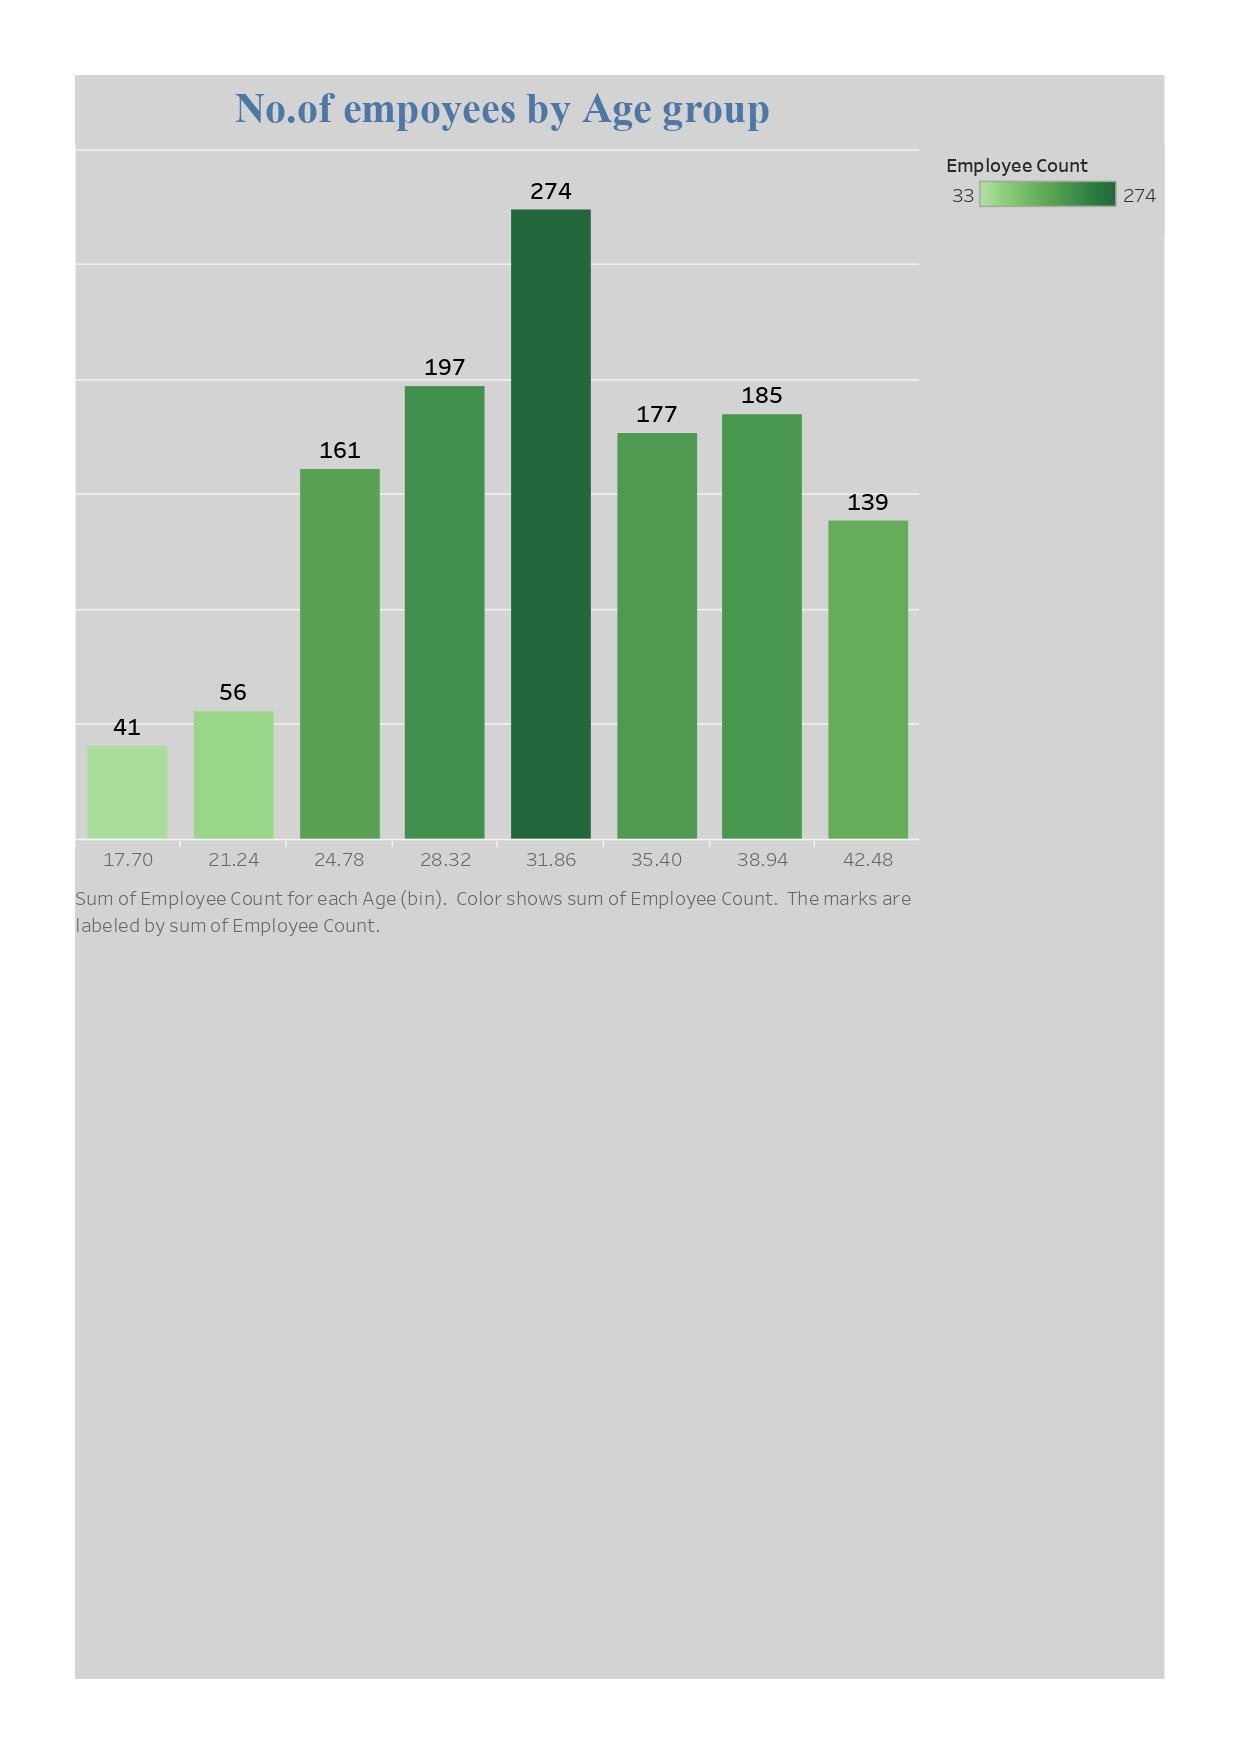 No.of empoyees by Age group
Employee Count
33 274
274
197
185
177
161
139
56
41
17.70 21.24 24.78 28.32 31.86 35.40 38.94 42.48
Sum of Employee Count for each Age (bin).  Color shows sum of Employee Count.  The marks are
labeled by sum of Employee Count.